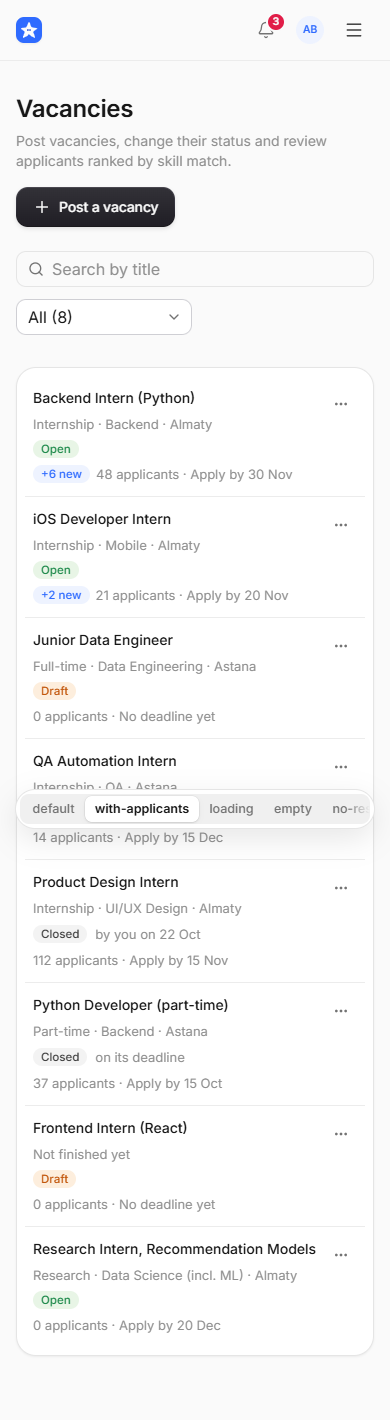 3
AB
Vacancies
Post vacancies, change their status and review
applicants ranked by skill match.
Post a vacancy
Search by title
All (8)
Backend Intern (Python)
Internship · Backend · Almaty
Open
+6 new 48 applicants · Apply by 30 Nov
iOS Developer Intern
Internship · Mobile · Almaty
Open
+2 new 21 applicants · Apply by 20 Nov
Junior Data Engineer
Full-time · Data Engineering · Astana
Draft
0 applicants · No deadline yet
QA Automation Intern
Internship · QA · Astana
default with-applicants loading empty
14 applicants · Apply by 15 Dec
Product Design Intern
Internship · UI/UX Design · Almaty
Closed by you on 22 Oct
112 applicants · Apply by 15 Nov
Python Developer (part-time)
Part-time · Backend · Astana
Closed on its deadline
37 applicants · Apply by 15 Oct
Frontend Intern (React)
Not finished yet
Draft
0 applicants · No deadline yet
Research Intern, Recommendation Models
Research · Data Science (incl. ML) · Almaty
Open
0 applicants · Apply by 20 Dec